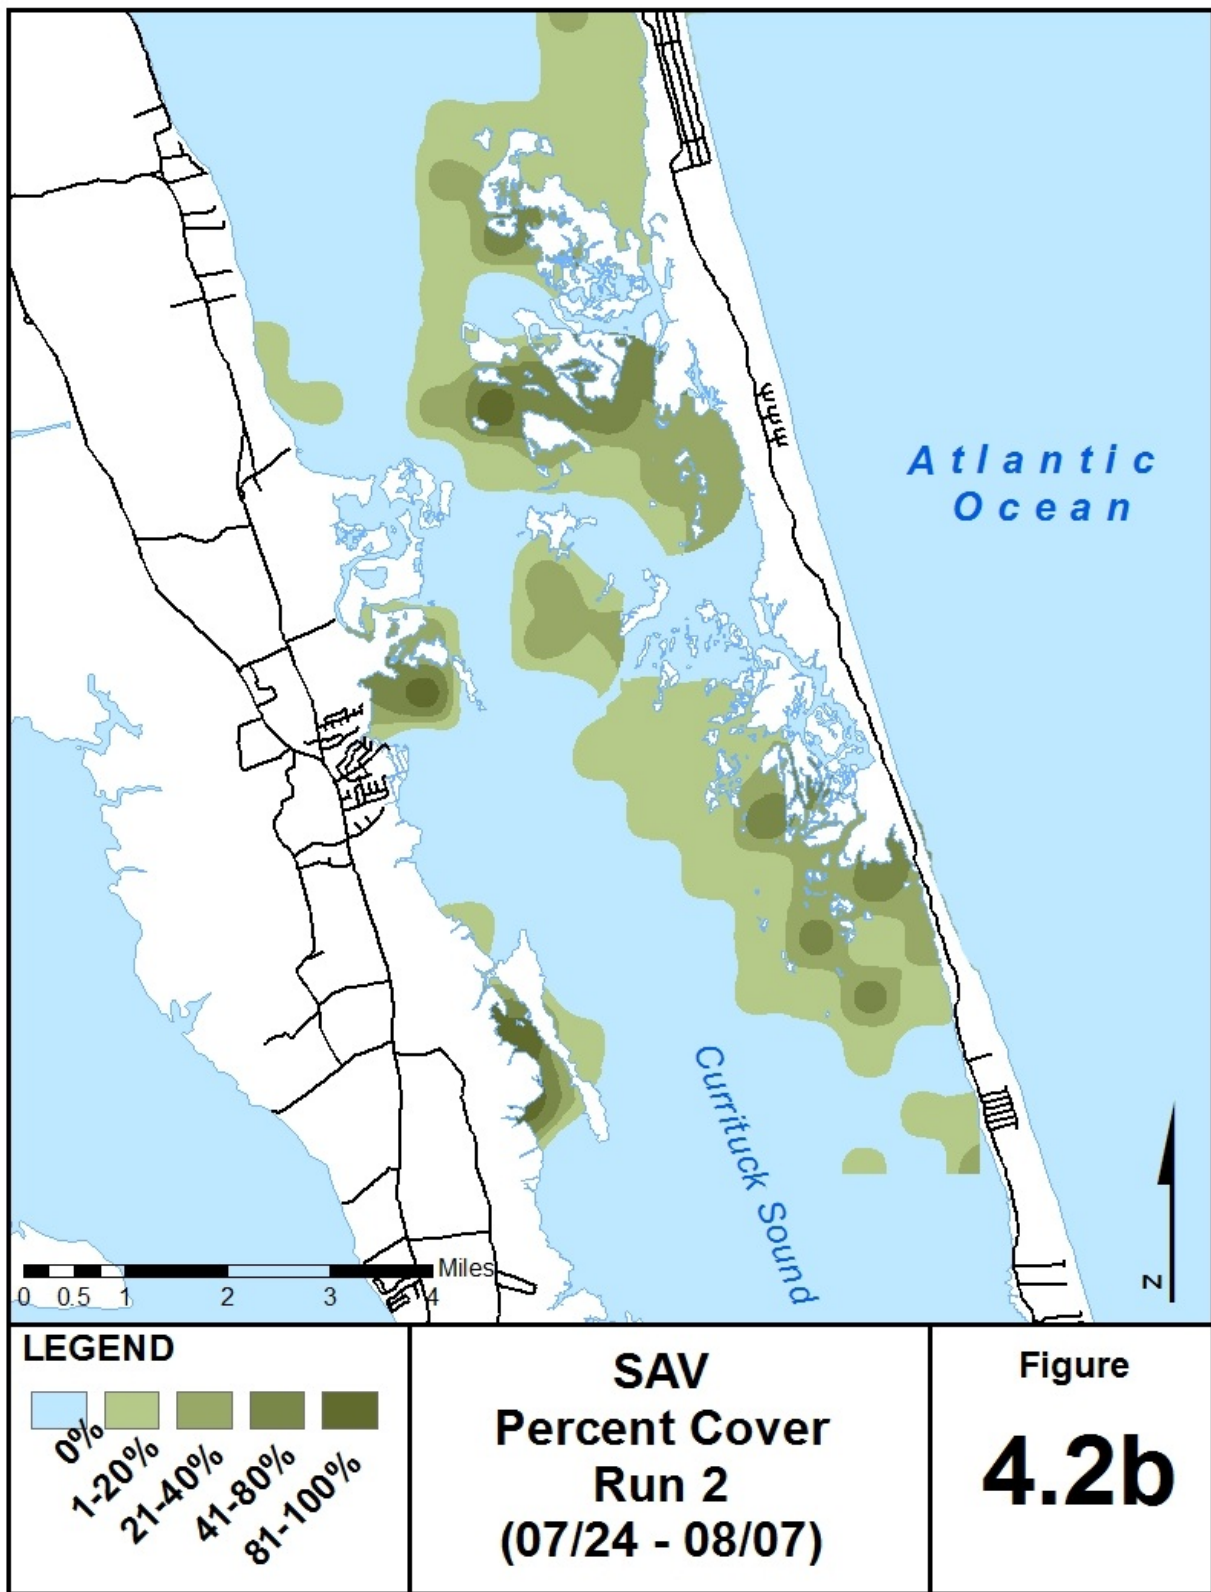 Atlantic
Ocean
Currituck Sound
Miles
0 0.5 1 2 3 4
N
LEGEND
0%
1-20%
21-40%
41-80%
81-100%
SAV
Percent Cover
Run 2
(07/24 - 08/07)
Figure
4.2b